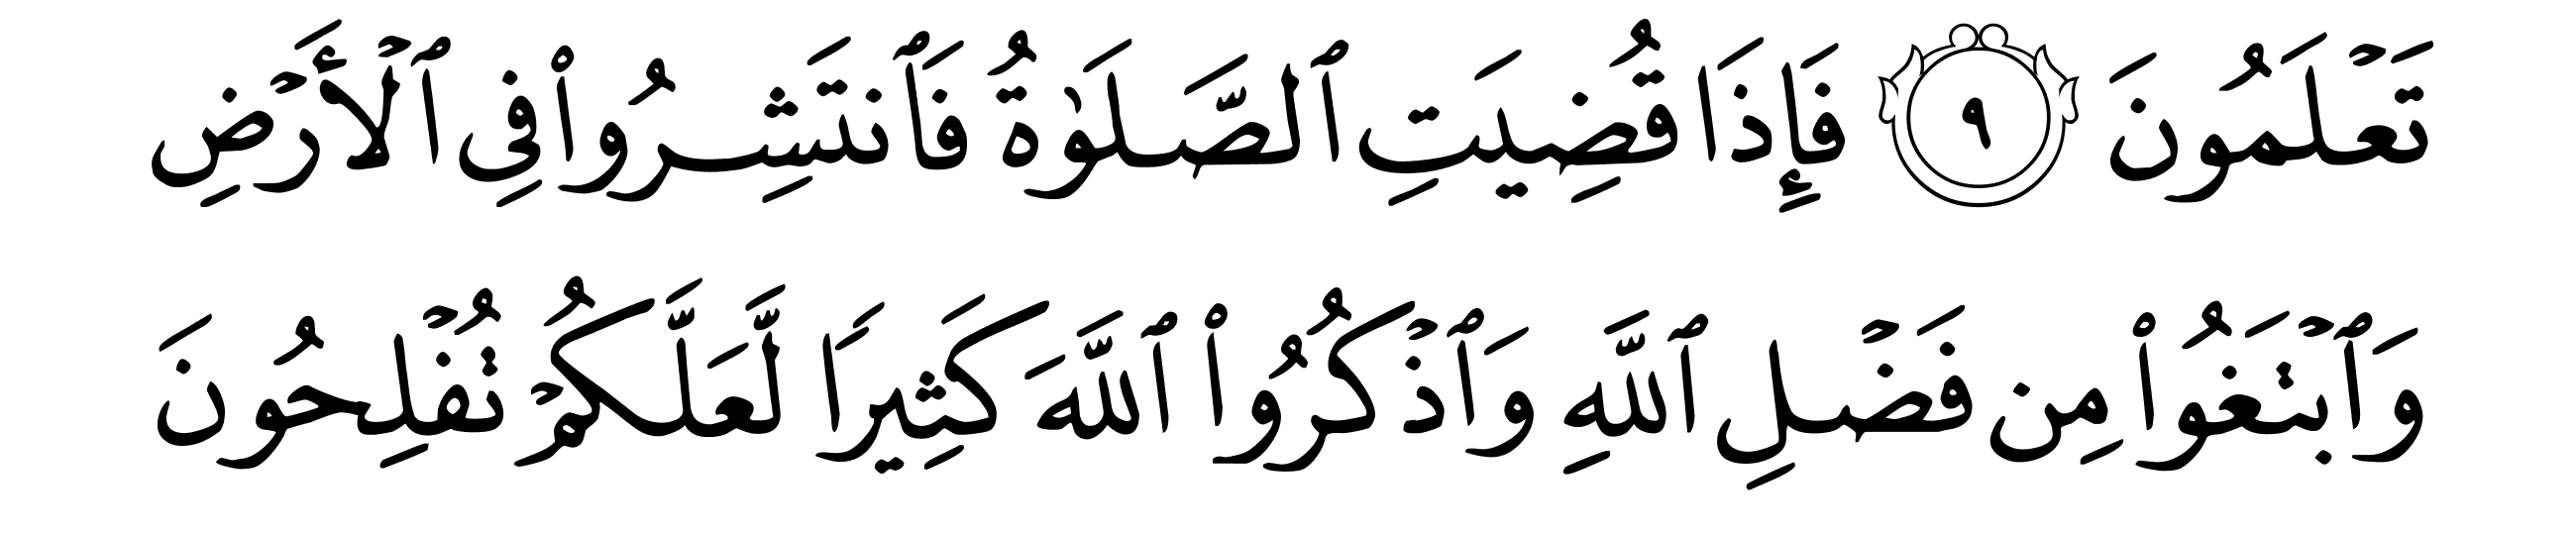 تَعۡلَمُونَ ٩ فَإِذَا قُضِيَتِ ٱلصَّلَوٰةُ فَٱنتَشِرُواْ فِي ٱلۡأَرۡضِ
وَٱبۡتَغُواْ مِن فَضۡلِ ٱللَّهِ وَٱذۡكُرُواْ ٱللَّهَ كَثِيرٗا لَّعَلَّكُمۡ تُفۡلِحُونَ